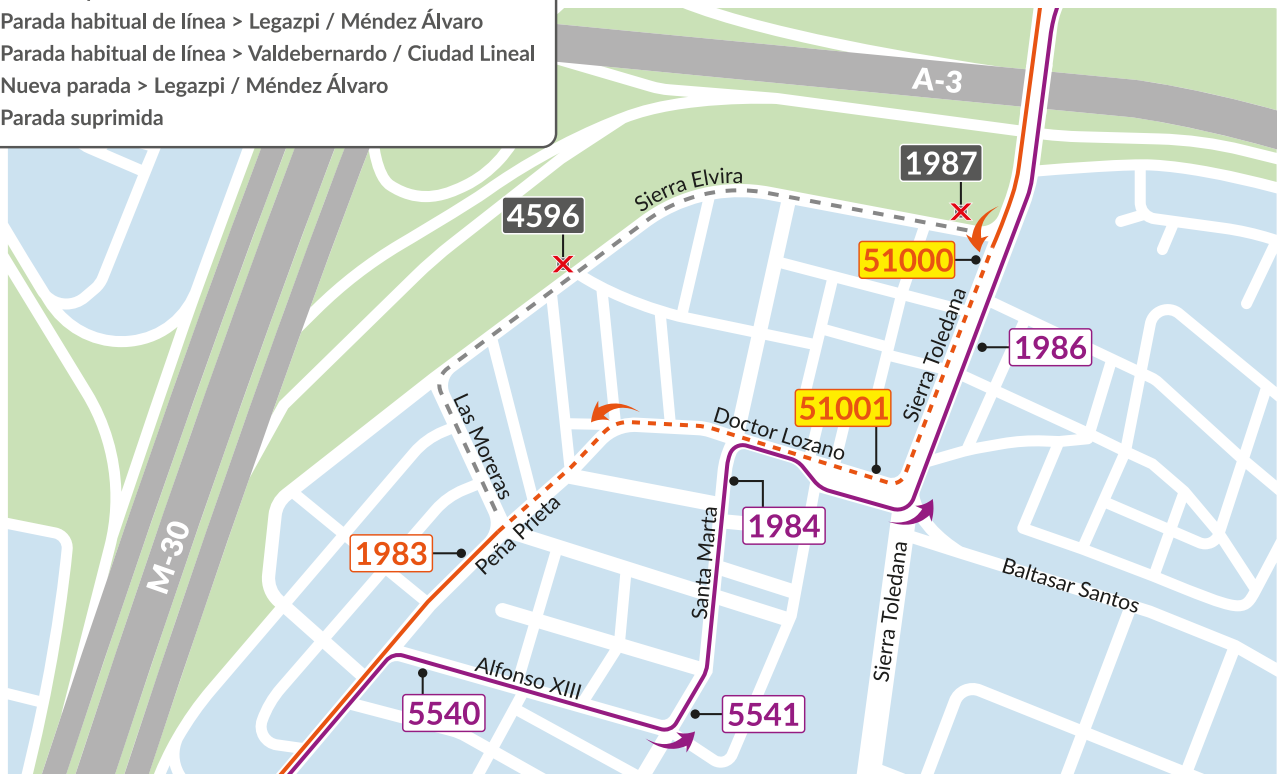 Parada habitual de línea > Legazpi / Méndez Álvaro
Parada habitual de línea > Valdebernardo / Ciudad Lineal
Nueva parada > Legazpi / Méndez Álvaro
Parada suprimida
A-3
1987
Sierra Elvira
4596
51000
Sierra Toledana
1986
51001
Doctor Lozano
Las Moreras
1984
Peña Prieta
1983
M-30
Santa Marta
Sierra Toledana
Baltasar Santos
Alfonso XIII
5540
5541